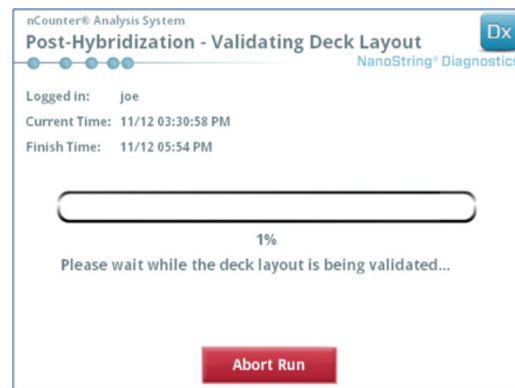 nCounter® Analysis System
Post-Hybridization - Validating Deck Layout
Dx
NanoString® Diagnostics
Logged in: joe
Current Time: 11/12 03:30:58 PM
Finish Time: 11/12 05:54 PM
1%
Please wait while the deck layout is being validated...
Abort Run